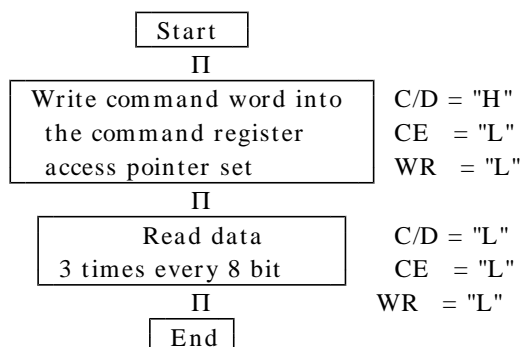 Start
Π
Write command word into C/D = "H"
the command register CE = "L"
access pointer set WR = "L"
Π
Read data C/D = "L"
3 times every 8 bit CE = "L"
Π WR = "L"
End